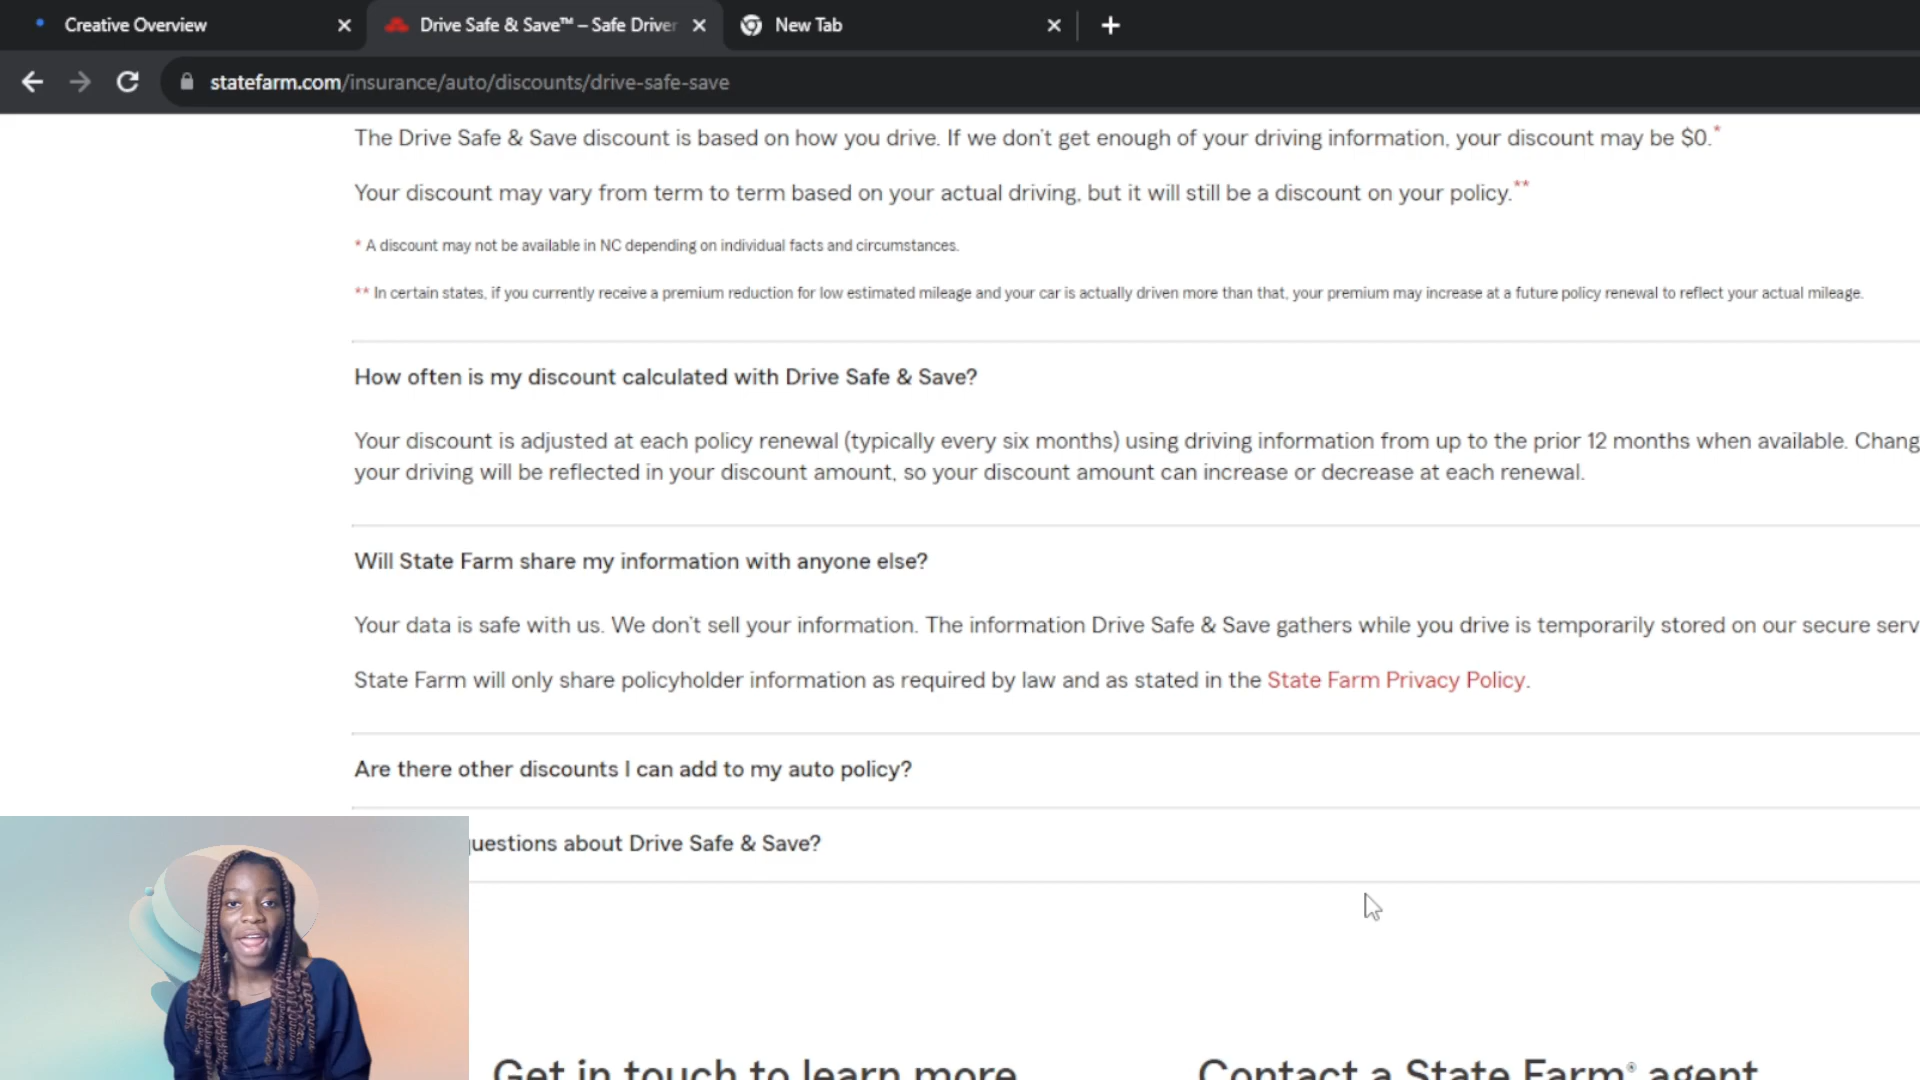 Creative Overview
Drive Safe & Save™ – Safe Driver
New Tab
statefarm.com/insurance/auto/discounts/drive-safe-save
The Drive Safe & Save discount is based on how you drive. If we don't get enough of your driving information, your discount may be $0.*
Your discount may vary from term to term based on your actual driving, but it will still be a discount on your policy.**
* A discount may not be available in NC depending on individual facts and circumstances.
** In certain states, if you currently receive a premium reduction for low estimated mileage and your car is actually driven more than that, your premium may increase at a future policy renewal to reflect your actual mileage.
How often is my discount calculated with Drive Safe & Save?
Your discount is adjusted at each policy renewal (typically every six months) using driving information from up to the prior 12 months when available. Chang
your driving will be reflected in your discount amount, so your discount amount can increase or decrease at each renewal.
Will State Farm share my information with anyone else?
Your data is safe with us. We don't sell your information. The information Drive Safe & Save gathers while you drive is temporarily stored on our secure serv
State Farm will only share policyholder information as required by law and as stated in the State Farm Privacy Policy.
Are there other discounts I can add to my auto policy?
uestions about Drive Safe & Save?
Get in touch to learn more
Contact a State Farm® agent